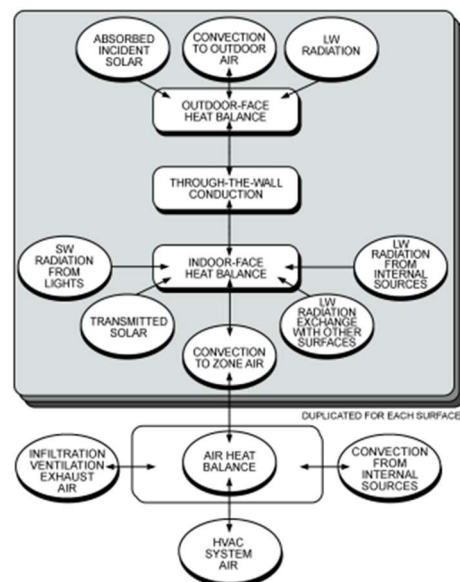 ABSORBED
INCIDENT
SOLAR
CONVECTION
TO OUTDOOR
AIR
LW
RADIATION
OUTDOOR-FACE
HEAT BALANCE
THROUGH-THE-WALL
CONDUCTION
SW
RADIATION
FROM
LIGHTS
INDOOR-FACE
HEAT BALANCE
LW
RADIATION FROM
INTERNAL
SOURCES
TRANSMITTED
SOLAR
LW
RADIATION
EXCHANGE
WITH OTHER
SURFACES
CONVECTION
TO ZONE AIR
DUPLICATED FOR EACH SURFACE
INFILTRATION
VENTILATION
EXHAUST
AIR
AIR HEAT
BALANCE
CONVECTION
FROM
INTERNAL
SOURCES
HVAC
SYSTEM
AIR